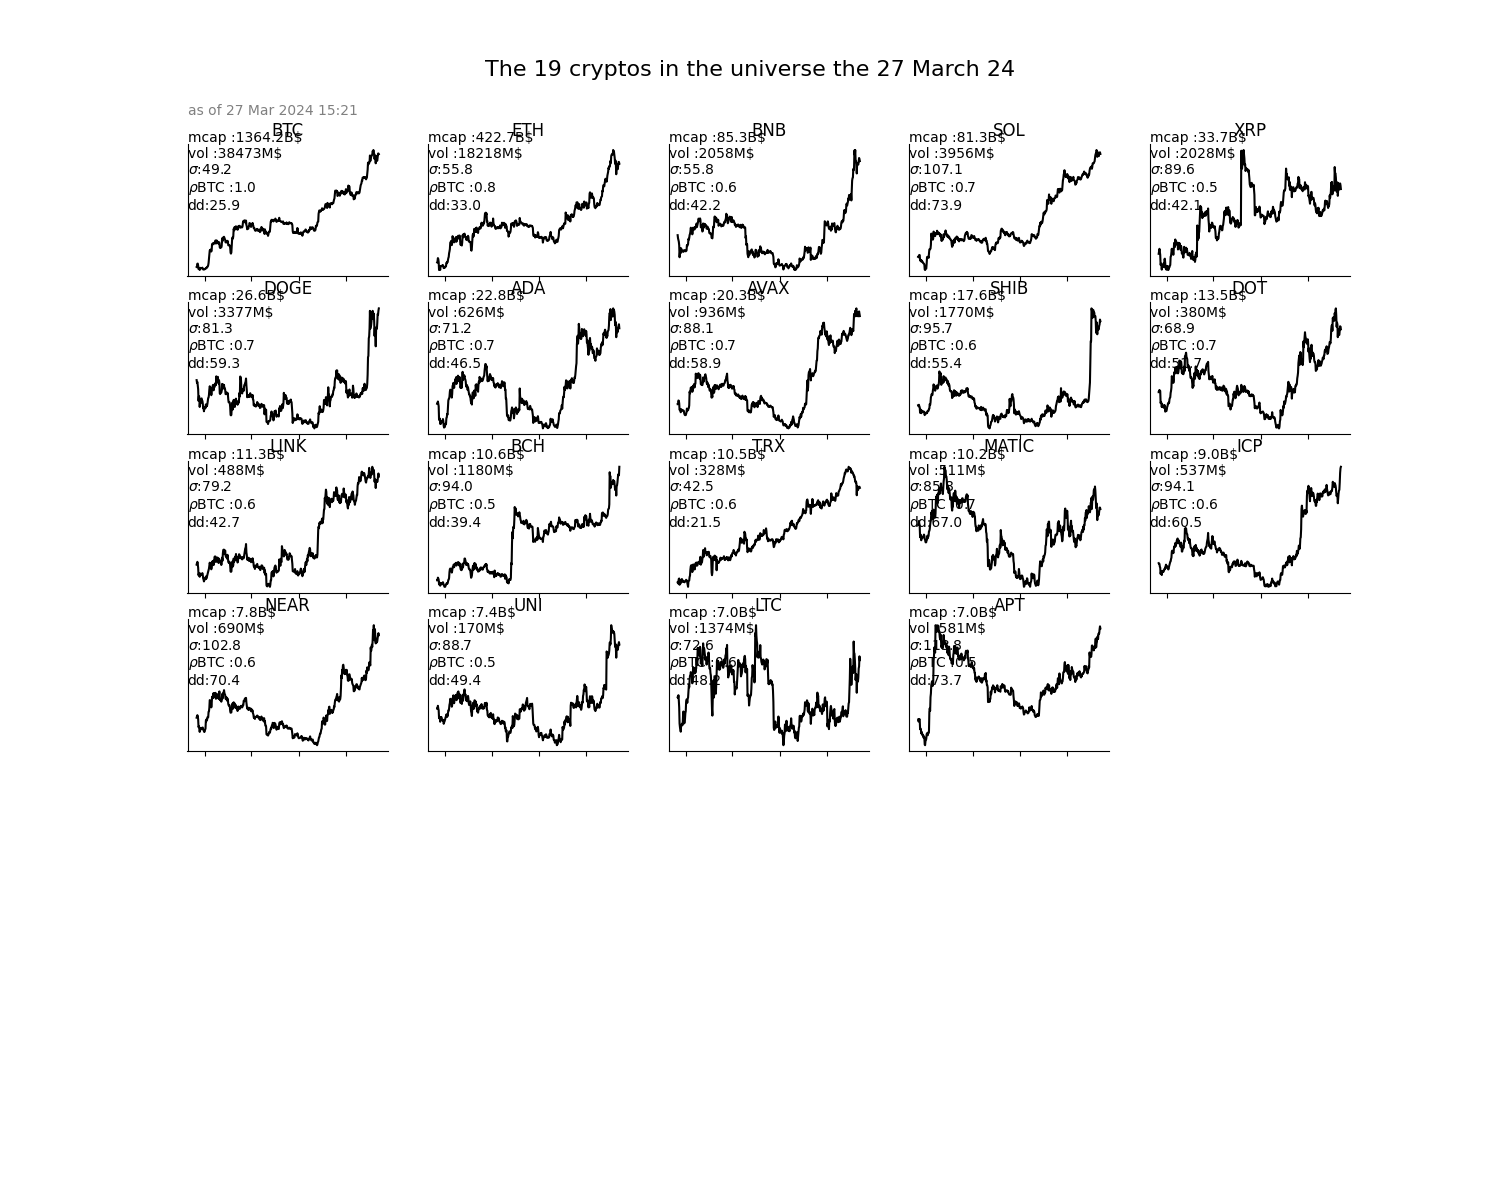 The 19 cryptos in the universe the 27 March 24
as of 27 Mar 2024 15:21
BTC
mcap :1364.2B$
vol :38473M$
σ:49.2
ρBTC :1.0
dd:25.9
ETH
mcap :422.7B$
vol :18218M$
σ:55.8
ρBTC :0.8
dd:33.0
BNB
mcap :85.3B$
vol :2058M$
σ:55.8
ρBTC :0.6
dd:42.2
SOL
mcap :81.3B$
vol :3956M$
σ:107.1
ρBTC :0.7
dd:73.9
XRP
mcap :33.7B$
vol :2028M$
σ:89.6
ρBTC :0.5
dd:42.1
DOGE
mcap :26.6B$
vol :3377M$
σ:81.3
ρBTC :0.7
dd:59.3
ADA
mcap :22.8B$
vol :626M$
σ:71.2
ρBTC :0.7
dd:46.5
AVAX
mcap :20.3B$
vol :936M$
σ:88.1
ρBTC :0.7
dd:58.9
SHIB
mcap :17.6B$
vol :1770M$
σ:95.7
ρBTC :0.6
dd:55.4
DOT
mcap :13.5B$
vol :380M$
σ:68.9
ρBTC :0.7
LINK
mcap :11.3B$
vol :488M$
σ:79.2
ρBTC :0.6
dd:42.7
BCH
mcap :10.6B$
vol :1180M$
σ:94.0
ρBTC :0.5
dd:39.4
TRX
mcap :10.5B$
vol :328M$
σ:42.5
ρBTC :0.6
dd:21.5
MATIC
mcap :10.2B$
vol :511M$
ρBTC :0.7
dd:67.0
ICP
mcap :9.0B$
vol :537M$
σ:94.1
ρBTC :0.6
dd:60.5
NEAR
mcap :7.8B$
vol :690M$
σ:102.8
ρBTC :0.6
dd:70.4
UNI
mcap :7.4B$
vol :170M$
σ:88.7
ρBTC :0.5
dd:49.4
LTC
mcap :7.0B$
vol :1374M$
σ:72.6
ρBTC :0.6
dd:48.2
APT
mcap :7.0B$
vol :581M$
ρBTC :0.5
dd:73.7